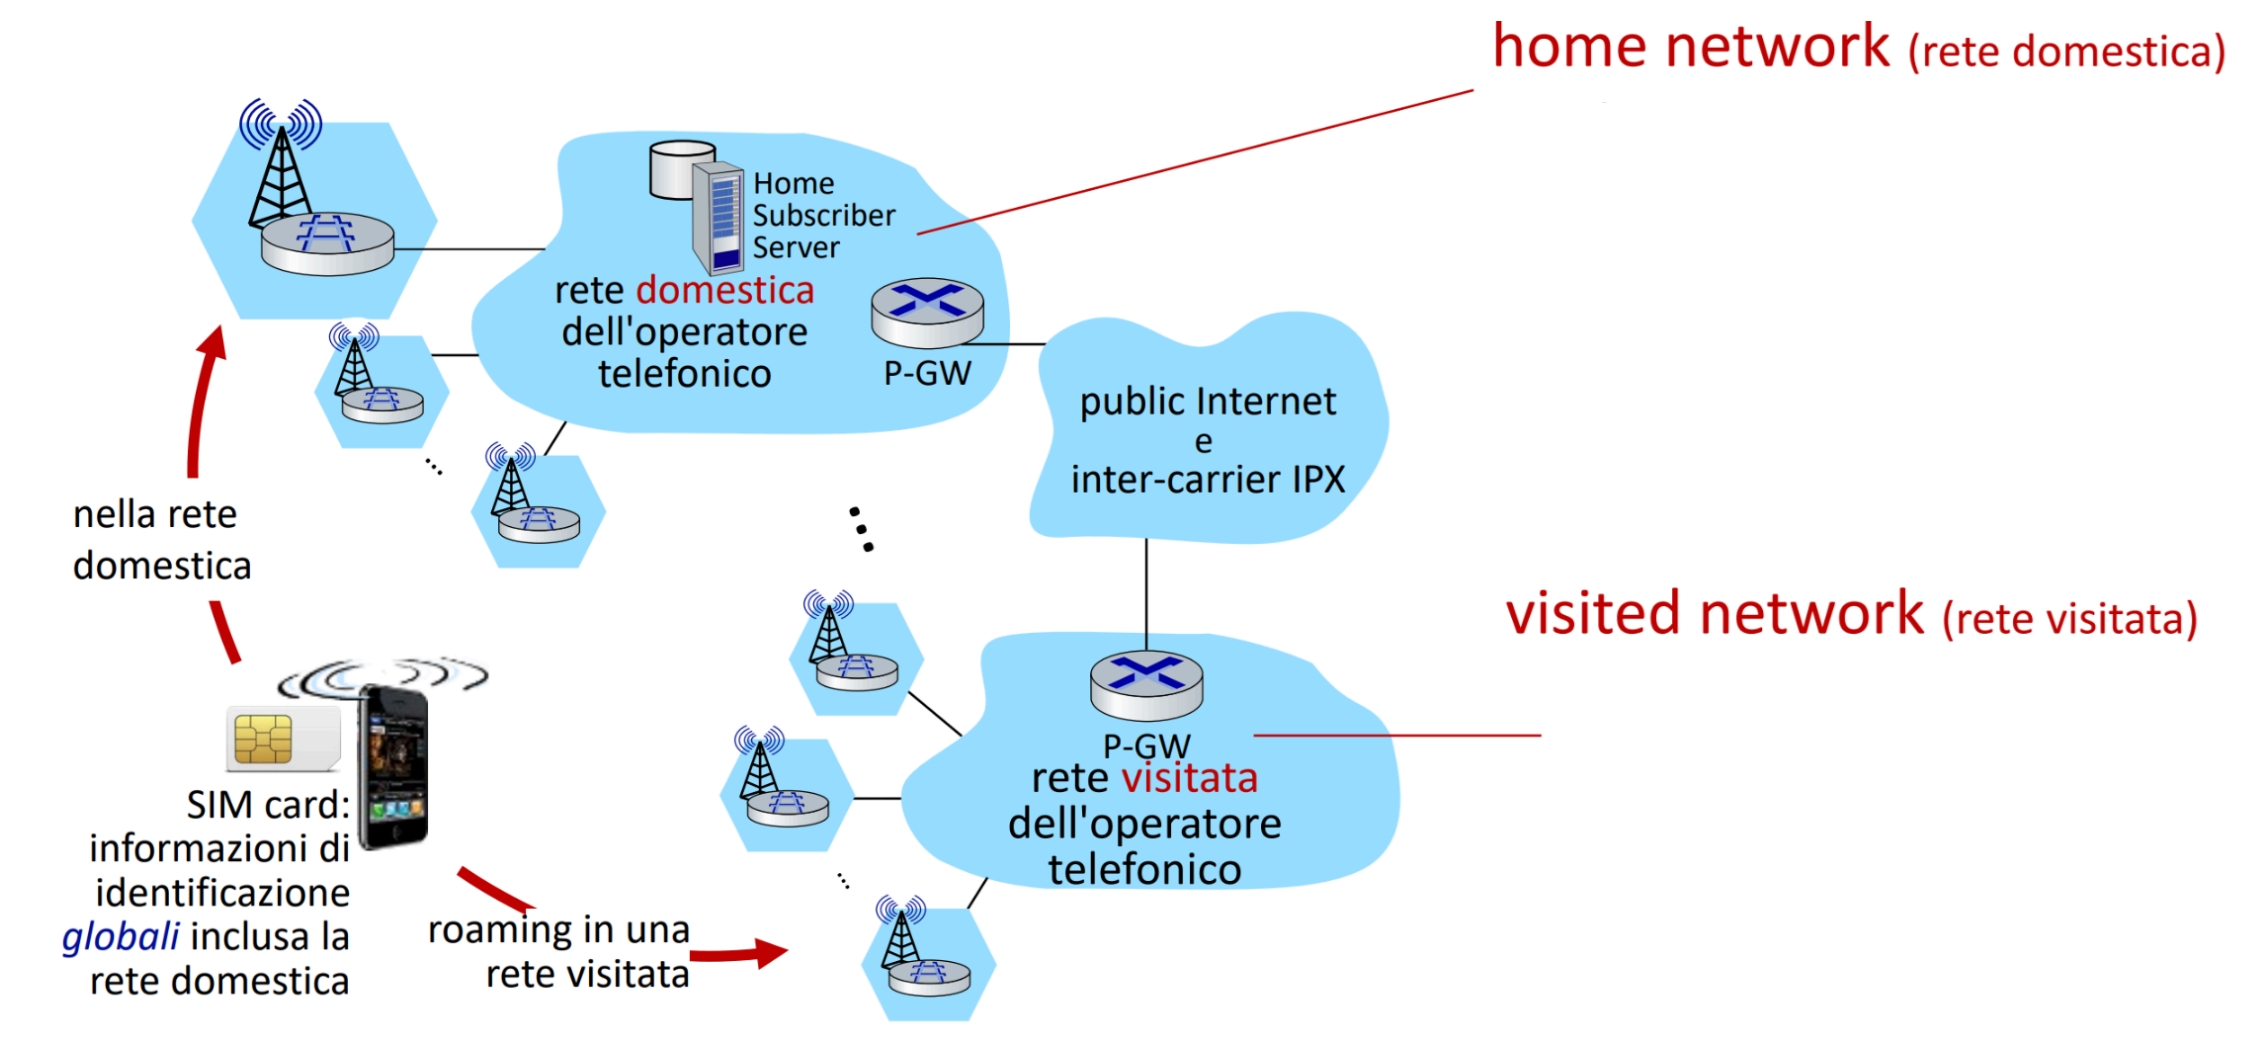 home network (rete domestica)
Home
Subscriber
Server
rete domestica
dell'operatore
telefonico
P-GW
public Internet
e
inter-carrier IPX
nella rete
domestica
visited network (rete visitata)
P-GW
rete visitata
dell'operatore
telefonico
SIM card:
informazioni di
identificazione
globali inclusa la
rete domestica
roaming in una
rete visitata